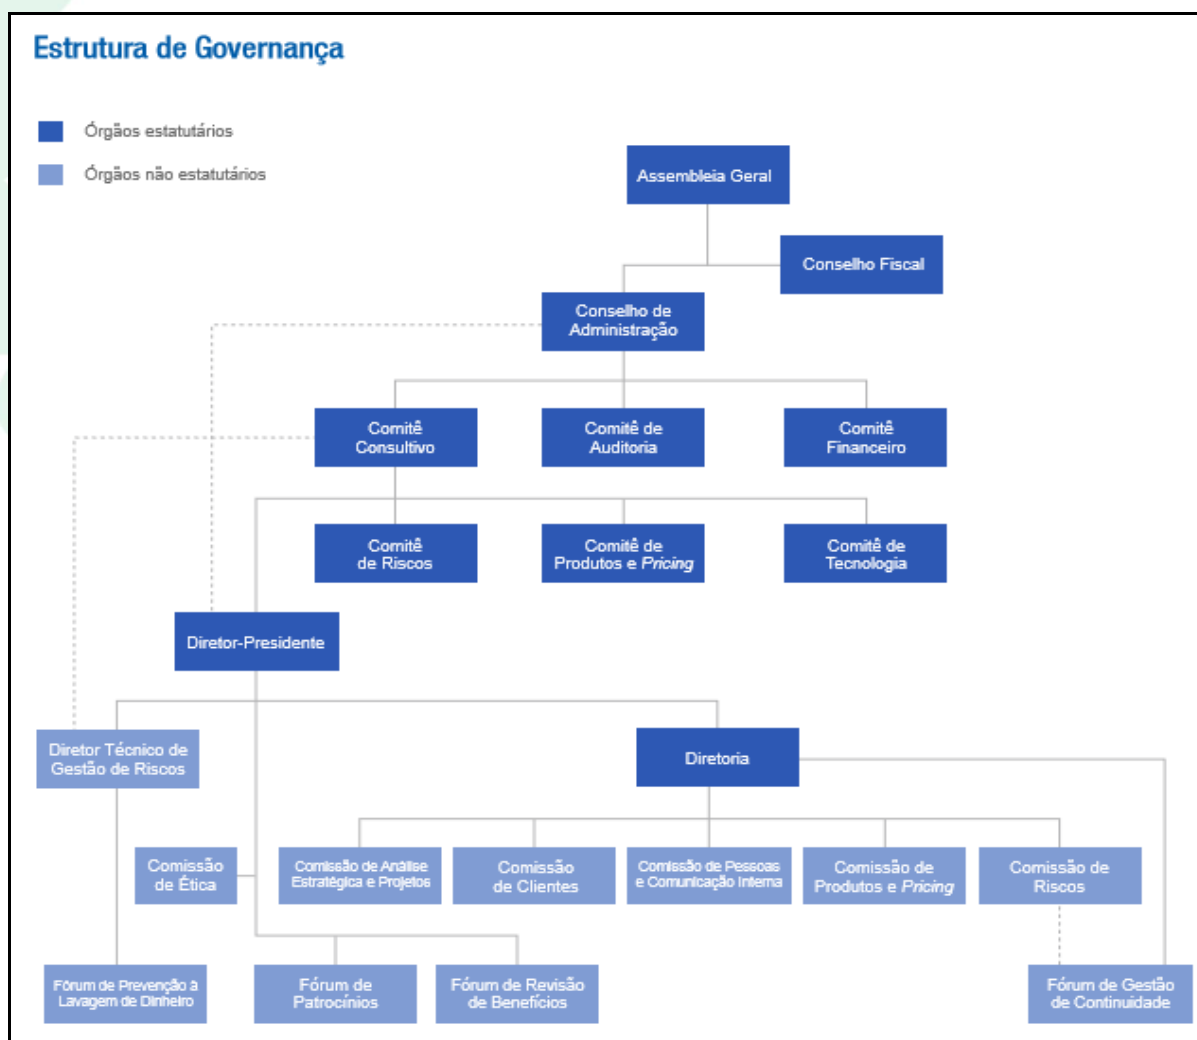 Estrutura de Governança
Órgãos estatutários
Órgãos não estatutários
Assembleia Geral
Conselho Fiscal
Conselho de
Administração
Comitê
Consultivo
Comitê de
Auditoria
Comitê
Financeiro
Comitê
de Riscos
Comitê de
Produtos e Pricing
Comitê de
Tecnologia
Diretor-Presidente
Diretor Técnico de
Gestão de Riscos
Diretoria
Comissão
de Ética
Comissão de Análise
Estratégica e Projetos
Comissão
de Clientes
Comissão de Pessoas
e Comunicação Interna
Comissão de
Produtos e Pricing
Comissão de
Riscos
Fórum de Prevenção à
Lavagem de Dinheiro
Fórum de
Patrocínios
Fórum de Revisão
de Benefícios
Fórum de Gestão
de Continuidade